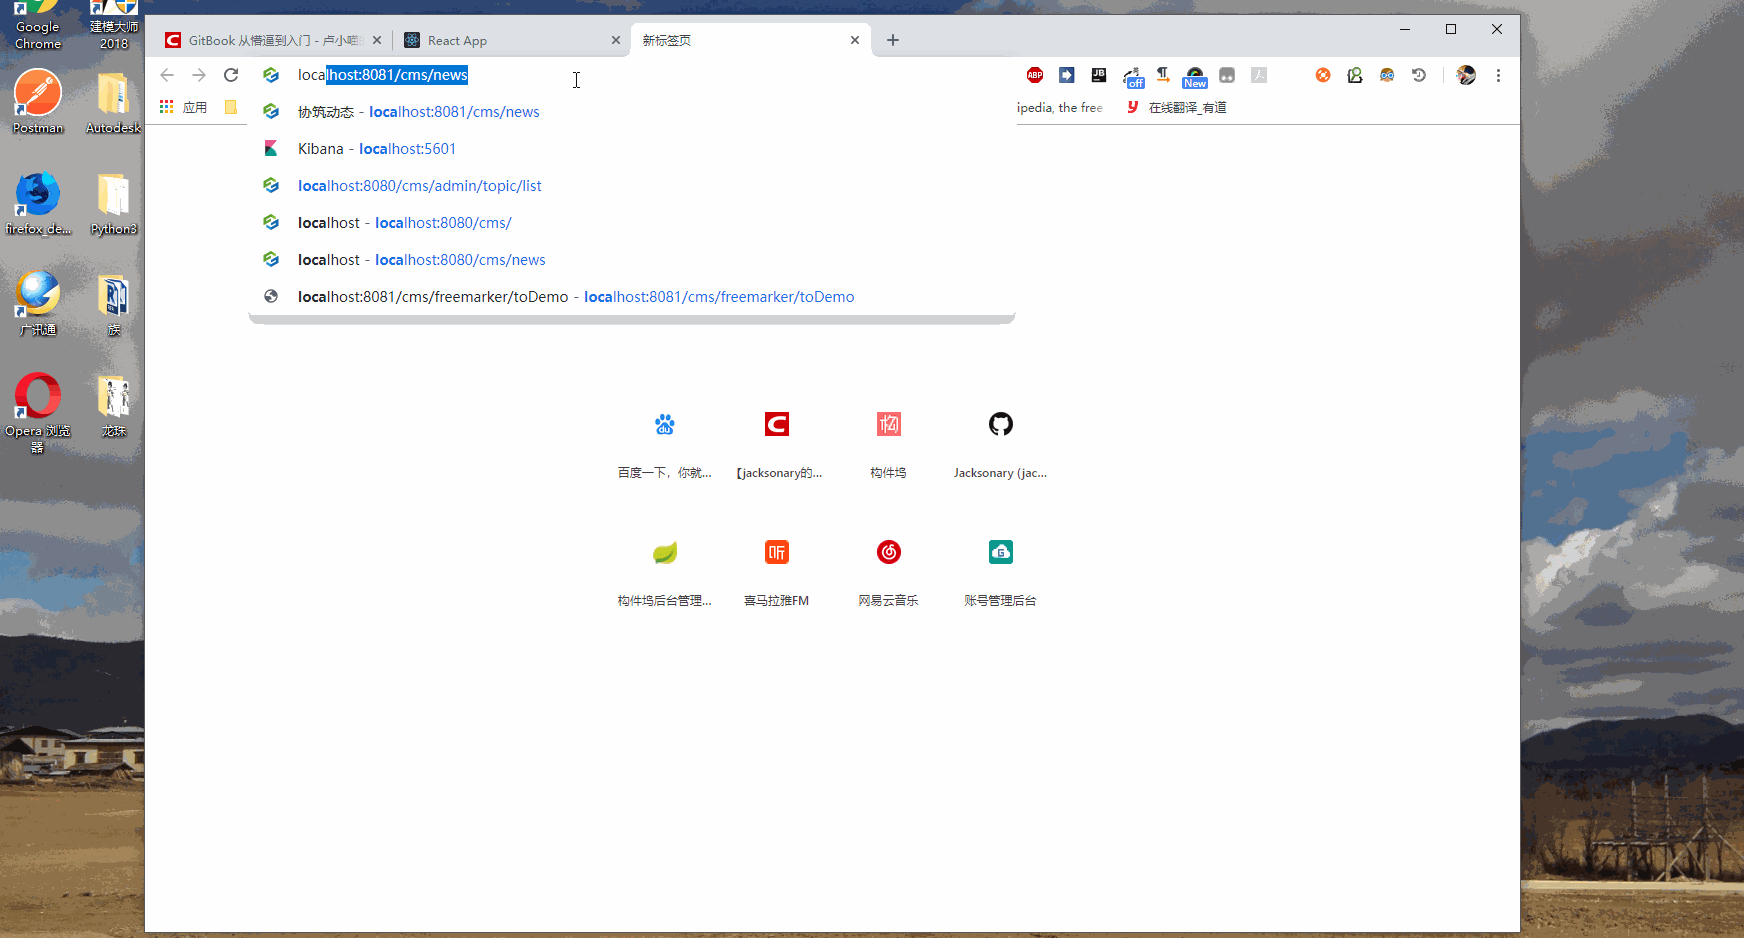 Google
Chrome
建模大师
2018
Postman
Autodesk
firefox_de...
Python3
广讯通
族
Opera 浏览
器
龙珠
GitBook 从懵逼到入门 - 卢小喵
React App
新标签页
localhost:8081/cms/news
ABP
JB
off
New
应用
ipedia, the free
y
在线翻译_有道
协筑动态 - localhost:8081/cms/news
Kibana - localhost:5601
localhost:8080/cms/admin/topic/list
localhost - localhost:8080/cms/
localhost - localhost:8080/cms/news
localhost:8081/cms/freemarker/toDemo - localhost:8081/cms/freemarker/toDemo
du
C
构
百度一下，你就...
【jacksonary的...
构件坞
Jacksonary (jac...
听
G
构件坞后台管理...
喜马拉雅FM
网易云音乐
账号管理后台